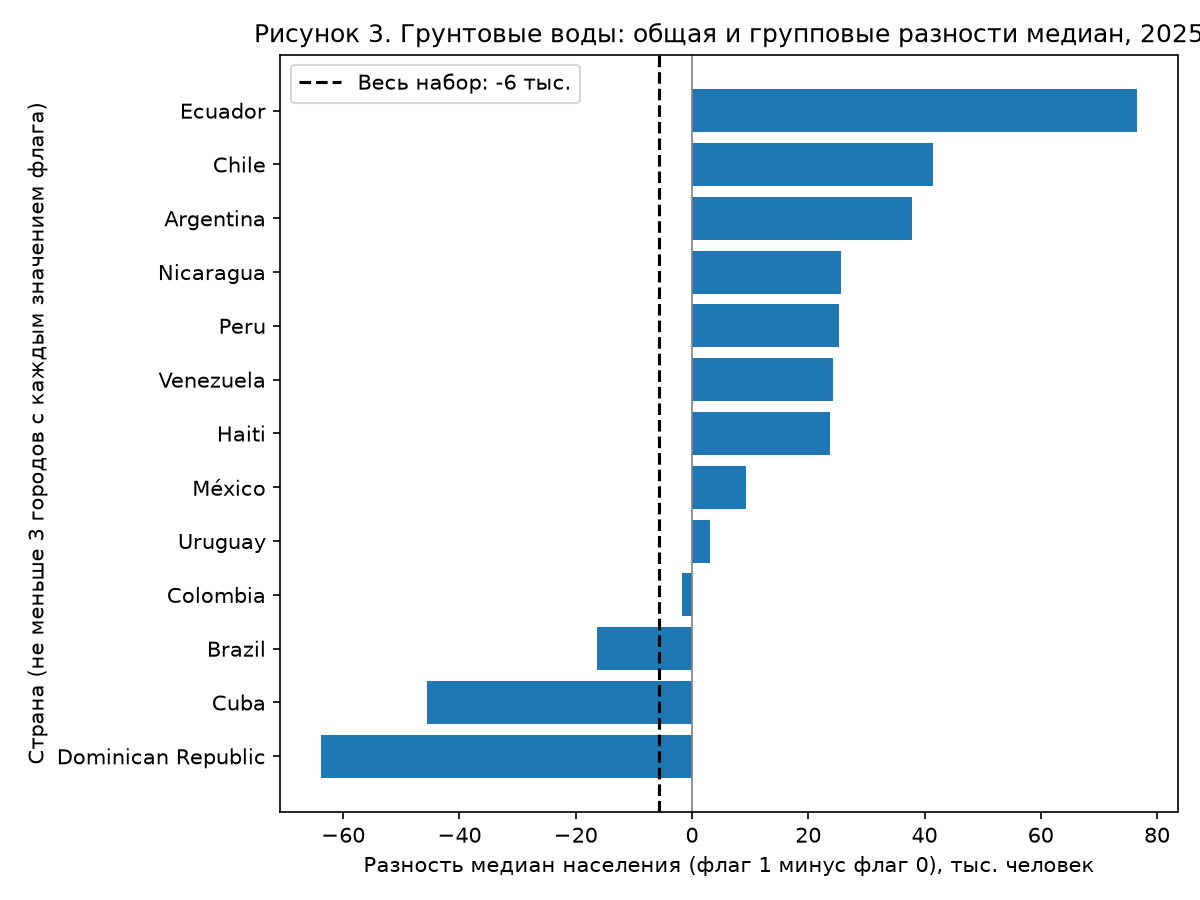 Рисунок 3. Грунтовые воды: общая и групповые разности медиан, 2025
Весь набор: -6 тыс.
Страна (не меньше 3 городов с каждым значением флага)
Ecuador
Chile
Argentina
Nicaragua
Peru
Venezuela
Haiti
México
Uruguay
Colombia
Brazil
Cuba
Dominican Republic
−60 −40 −20 0 20 40 60 80
Разность медиан населения (флаг 1 минус флаг 0), тыс. человек